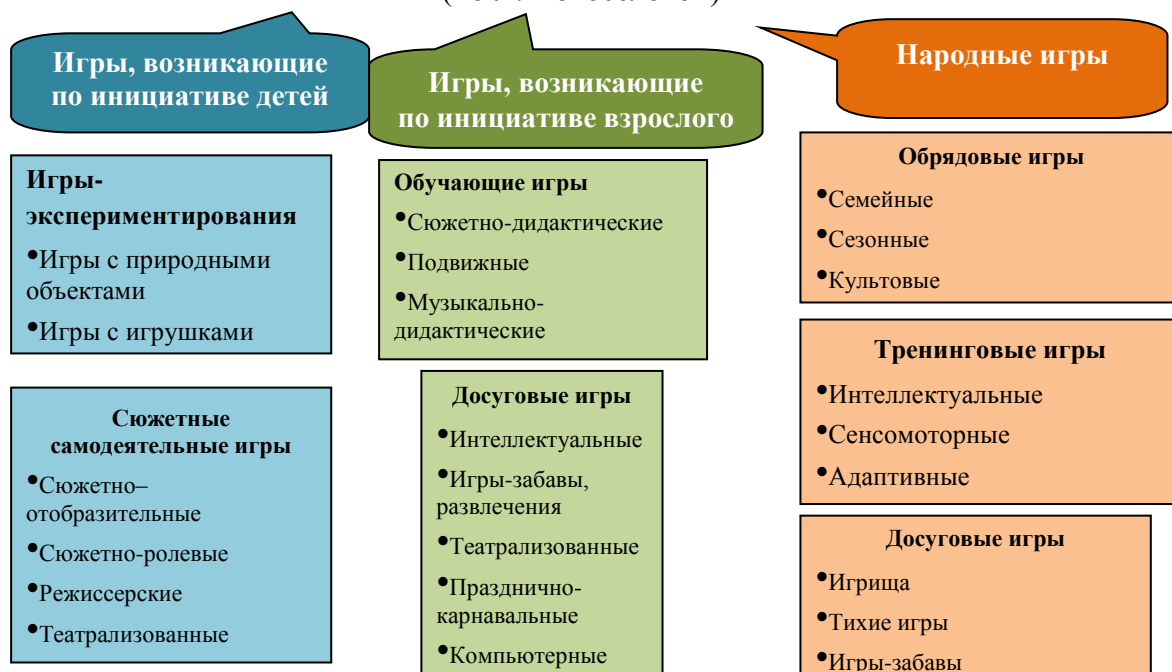 Игры, возникающие
по инициативе детей
Игры-
экспериментирования
•Игры с природными
объектами
•Игры с игрушками
Сюжетные
самодеятельные игры
•Сюжетно–
отобразительные
•Сюжетно-ролевые
•Режиссерские
•Театрализованные
Игры, возникающие
по инициативе взрослого
Обучающие игры
•Сюжетно-дидактические
•Подвижные
•Музыкально-
дидактические
Досуговые игры
•Интеллектуальные
•Игры-забавы,
развлечения
•Театрализованные
•Празднично-
карнавальные
•Компьютерные
Народные игры
Обрядовые игры
•Семейные
•Сезонные
•Культовые
Тренинговые игры
•Интеллектуальные
•Сенсомоторные
•Адаптивные
Досуговые игры
•Игрища
•Тихие игры
•Игры-забавы